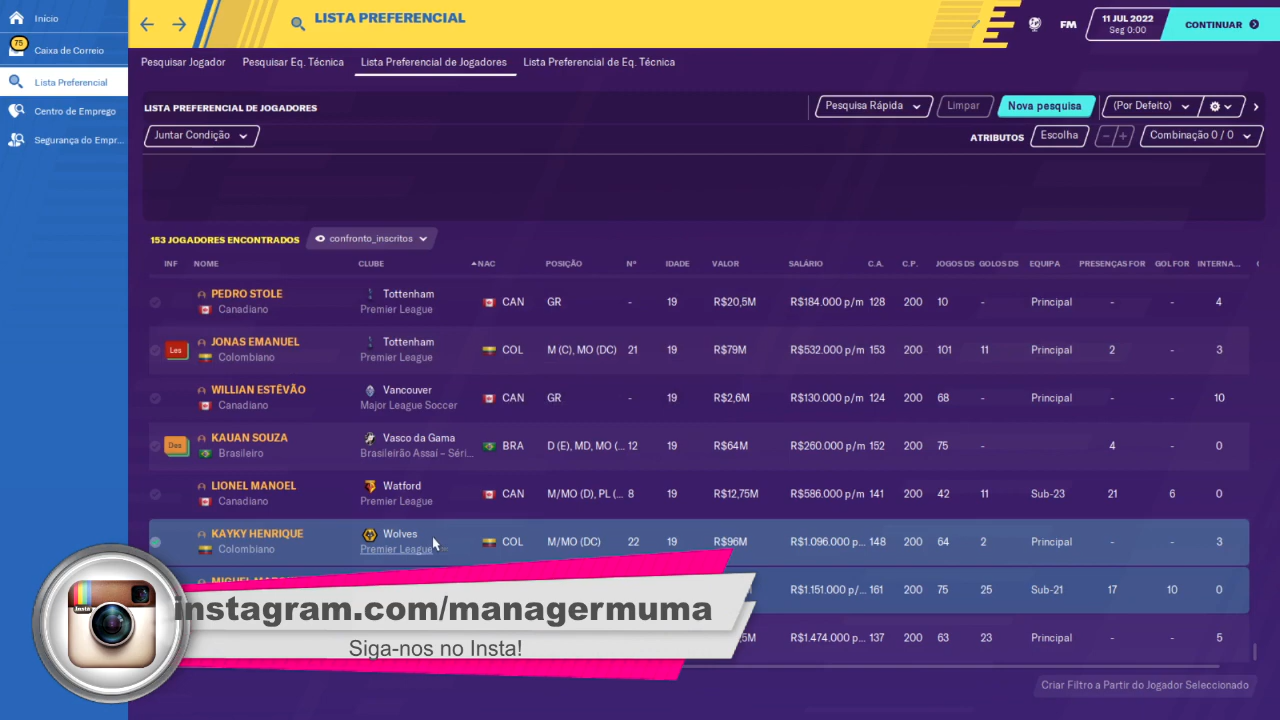 Início
LISTA PREFERENCIAL
FM
11 JUL 2022
Seg 0:00
CONTINUAR
75
Caixa de Correio
Lista Preferencial
Centro de Emprego
Segurança do Empr...
Pesquisar Jogador Pesquisar Eq. Técnica Lista Preferencial de Jogadores Lista Preferencial de Eq. Técnica
LISTA PREFERENCIAL DE JOGADORES
Pesquisa Rápida Limpar Nova pesquisa (Por Defeito)
Juntar Condição
ATRIBUTOS Escolha -/+ Combinação 0 / 0
153 JOGADORES ENCONTRADOS confronto_inscritos
INF NOME CLUBE NAC POSIÇÃO Nº IDADE VALOR SALÁRIO C.A. C.P. JOGOS DS GOLOS DS EQUIPA PRESENÇAS FOR GOL FOR INTERNA...
PEDRO STOLE Tottenham CAN GR - 19 R$20,5M R$184.000 p/m 128 200 10 - Principal - - 4
Canadiano Premier League
Les JONAS EMANUEL Tottenham COL M (C), MO (DC) 21 19 R$79M R$532.000 p/m 153 200 101 11 Principal 2 - 3
Colombiano Premier League
WILLIAN ESTÊVÃO Vancouver CAN GR - 19 R$2,6M R$130.000 p/m 124 200 68 - Principal - - 10
Canadiano Major League Soccer
Des KAUAN SOUZA Vasco da Gama BRA D (E), MD, MO (... 12 19 R$64M R$260.000 p/m 152 200 75 - 4 - 0
Brasileiro Brasileirão Assaí - Séri...
LIONEL MANOEL Watford CAN M/MO (D), PL (... 8 19 R$12,75M R$586.000 p/m 141 200 42 11 Sub-23 21 6 0
Canadiano Premier League
KAYKY HENRIQUE Wolves COL M/MO (DC) 22 19 R$96M R$1.096.000 p... 148 200 64 2 Principal - - 3
Colombiano Premier League
R$1.151.000 p/... 161 200 75 25 Sub-21 17 10 0
R$1.474.000 p... 137 200 63 23 Principal - - 5
instagram.com/managermuma
Siga-nos no Insta!
Insta
Criar Filtro a Partir do Jogador Seleccionado